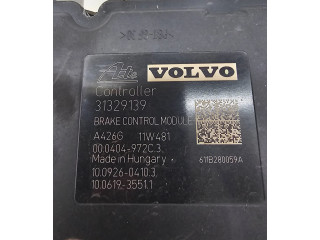 Ate VOLVO
Controller
31329139
BRAKE CONTROL MODULE
A426G 11W481
00.0404-972C.3
Made in Hungary
611B280059A
10.0926-0410.3
10.0619-3551.1